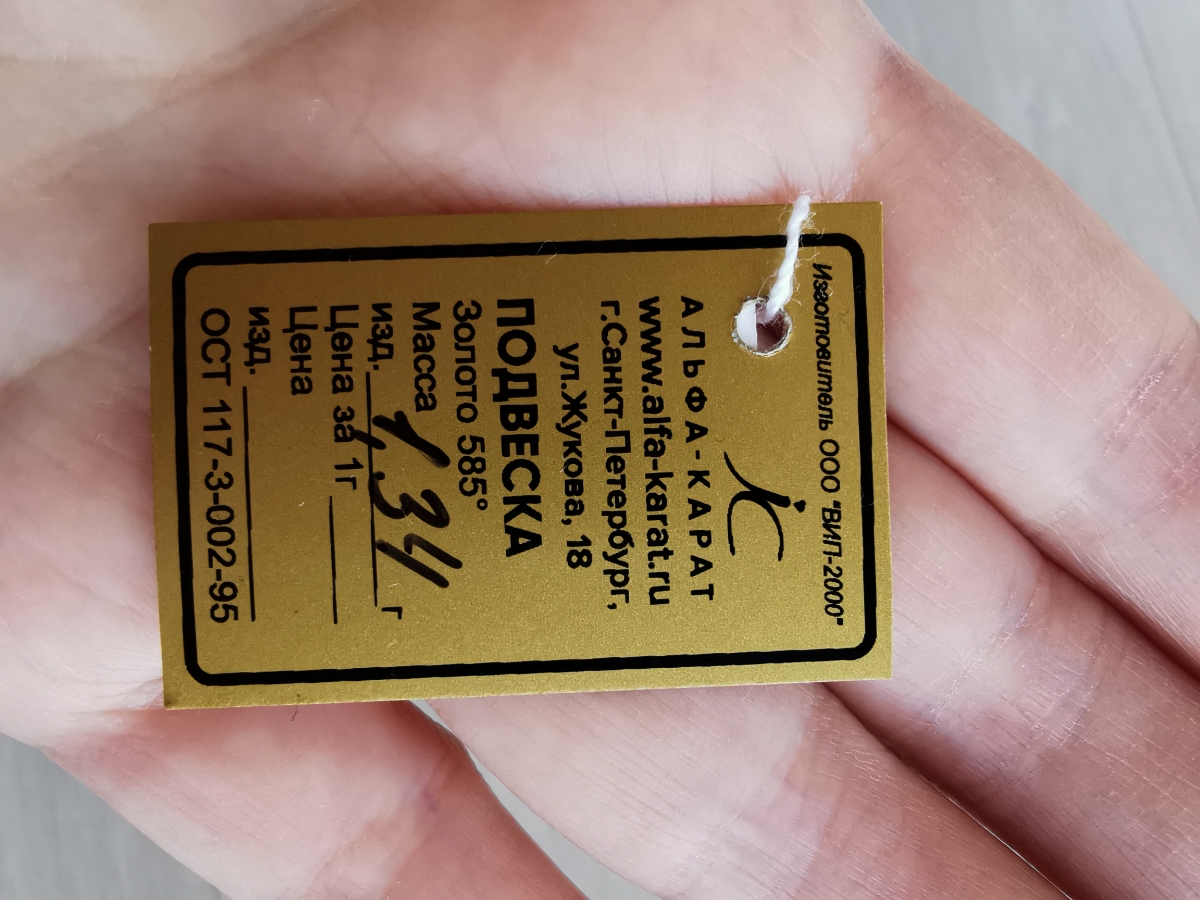 Изготовитель ООО "ВИП-2000"
АЛЬФА-КАРАТ
www.alfa-karat.ru
г.Санкт-Петербург,
ул.Жукова, 18
ПОДВЕСКА
Золото 585°
Масса
изд. 1,34 г
Цена за 1г
Цена
изд.
ОСТ 117-3-002-95